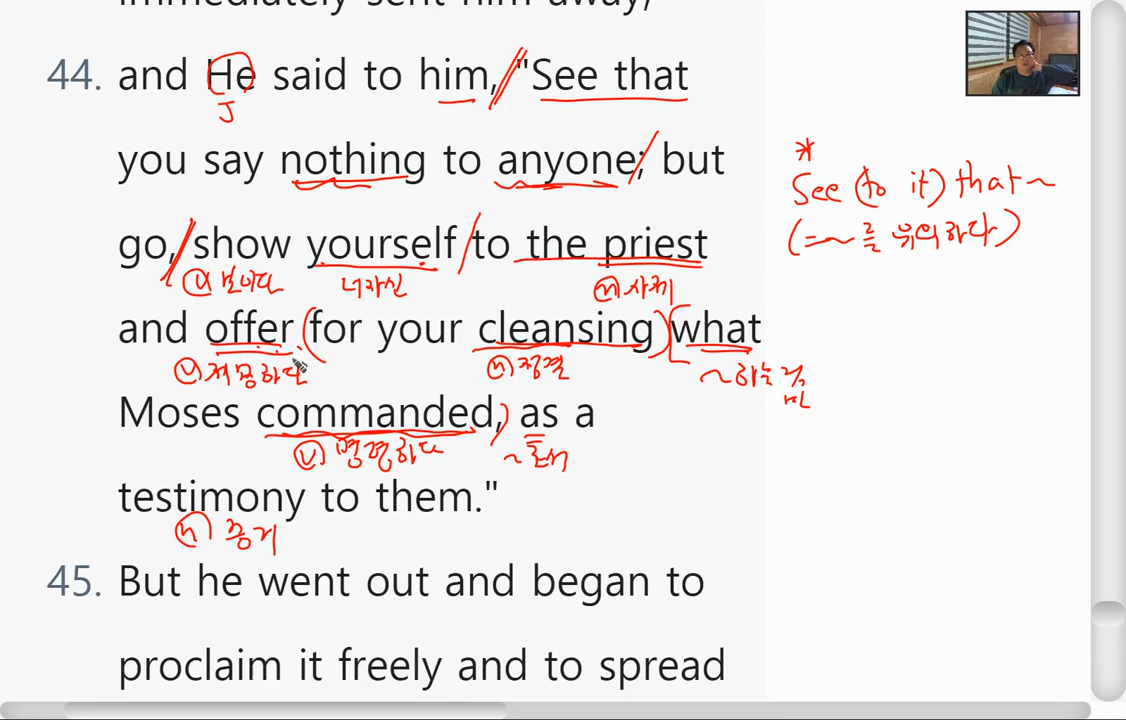 immediately sent him away,
44. and He said to him, "See that
J
*
you say nothing to anyone; but
See (to it) that ~
go, show yourself to the priest
(= ~를 유의하다)
ⓥ 보이다 너자신 ⓝ 사제
and offer for your cleansing what
ⓥ 제공하다 ⓝ 정결 ~하는 것
Moses commanded, as a
ⓥ 명령하다 ~로서
testimony to them."
ⓝ 증거
45. But he went out and began to
proclaim it freely and to spread